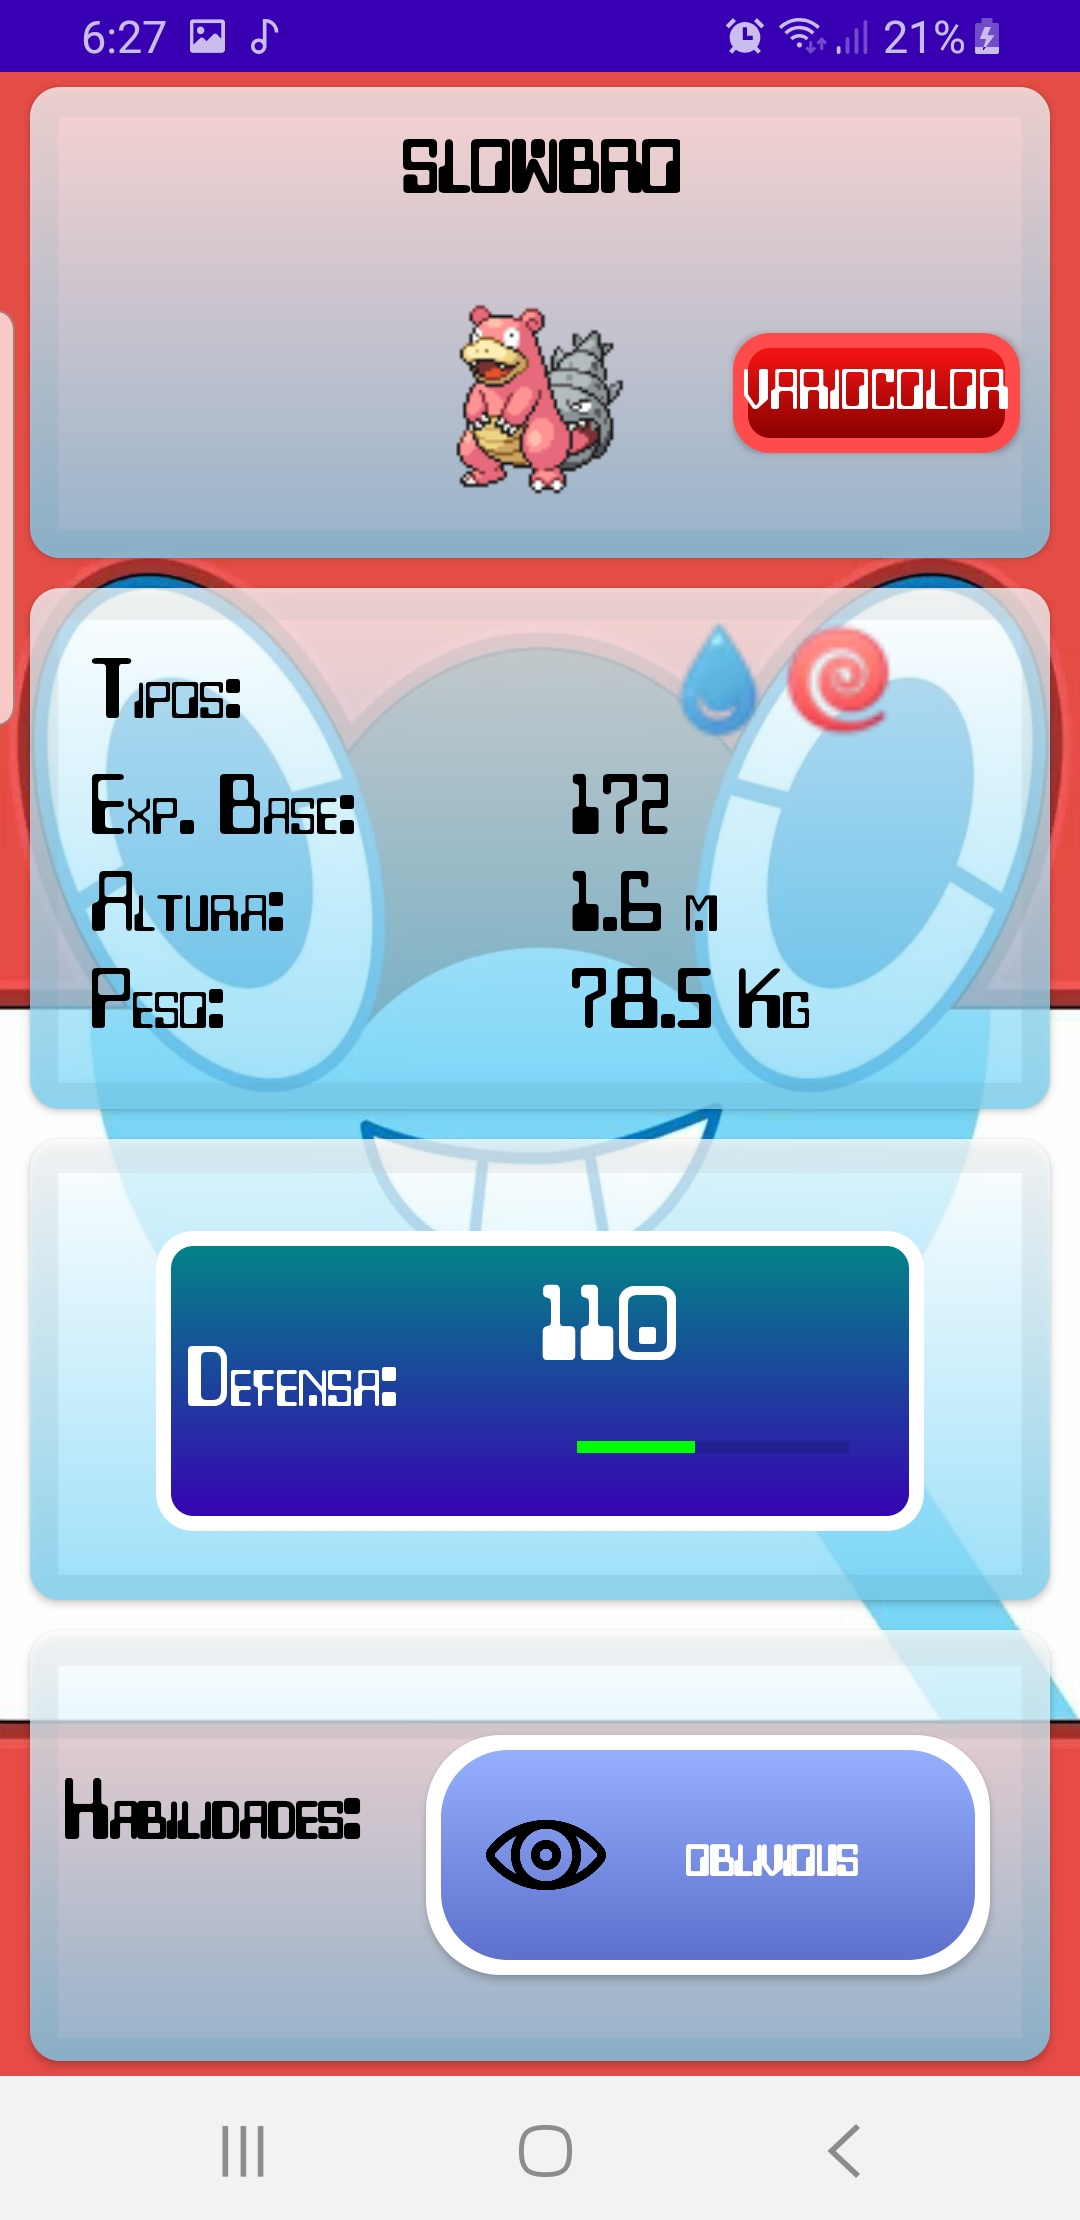 6:27 21%
SLOWBRO
VARIOCOLOR
Tipos:
Exp. Base: 172
Altura: 1.6 m
Peso: 78.5 Kg
110
Defensa:
Habilidades:
oblivious